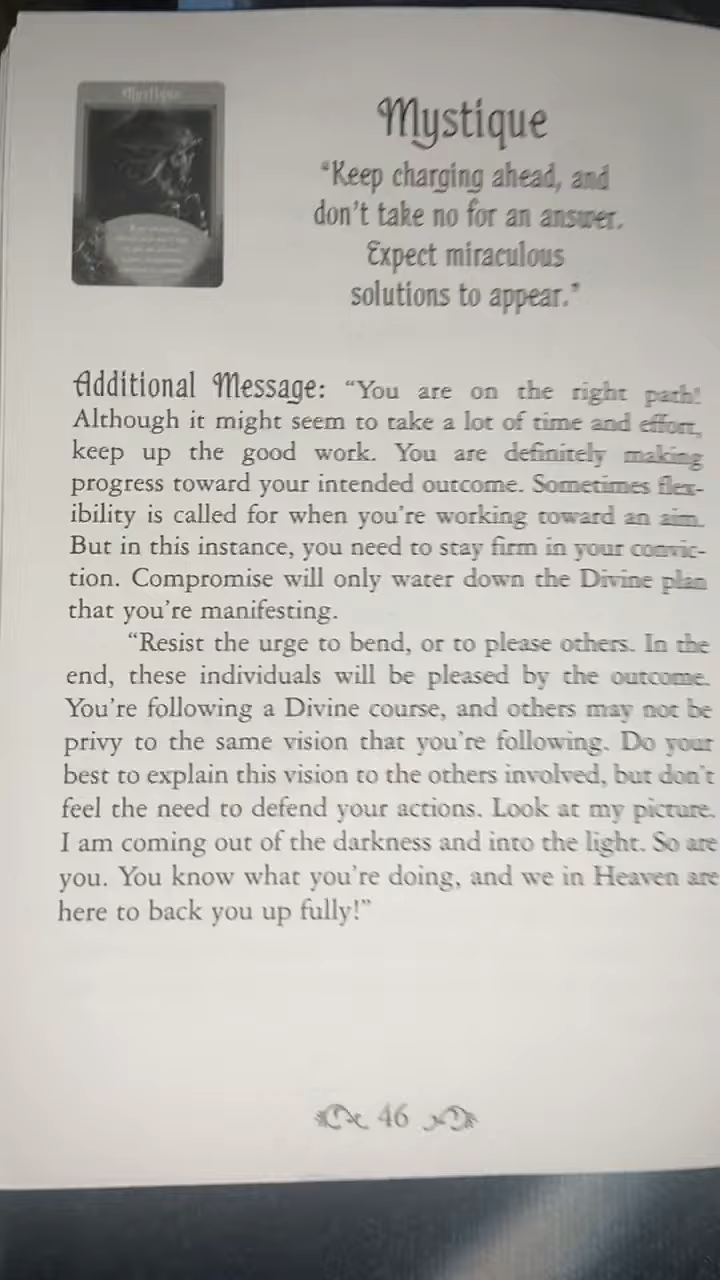 Mystique
Mystique
"Keep charging ahead, and
don't take no for an answer.
Expect miraculous
solutions to appear."
Additional Message: "You are on the right path!
Although it might seem to take a lot of time and effort,
keep up the good work. You are definitely making
progress toward your intended outcome. Sometimes flex-
ibility is called for when you're working toward an aim.
But in this instance, you need to stay firm in your convic-
tion. Compromise will only water down the Divine plan
that you're manifesting.
"Resist the urge to bend, or to please others. In the
end, these individuals will be pleased by the outcome.
You're following a Divine course, and others may not be
privy to the same vision that you're following. Do your
best to explain this vision to the others involved, but don't
feel the need to defend your actions. Look at my picture.
I am coming out of the darkness and into the light. So are
you. You know what you're doing, and we in Heaven are
here to back you up fully!"
46